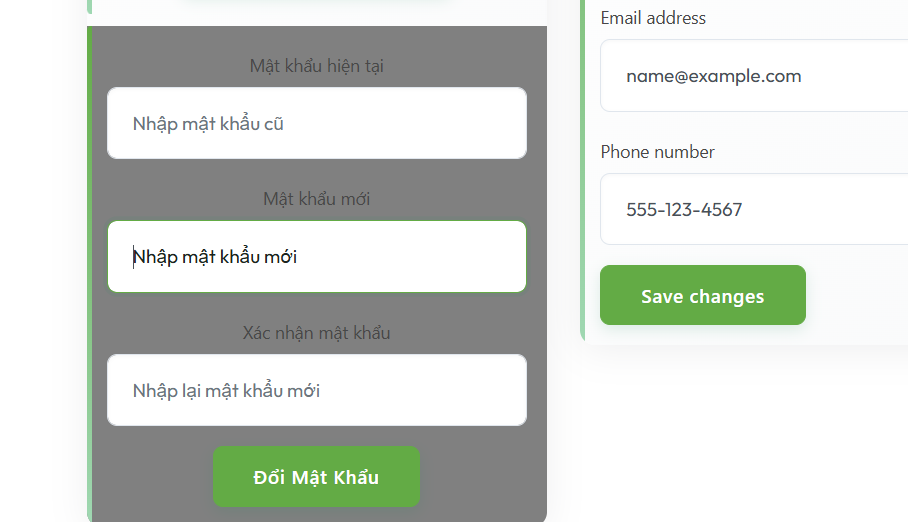 Mật khẩu hiện tại
Nhập mật khẩu cũ
Mật khẩu mới
Nhập mật khẩu mới
Xác nhận mật khẩu
Nhập lại mật khẩu mới
Đổi Mật Khẩu
Email address
name@example.com
Phone number
555-123-4567
Save changes